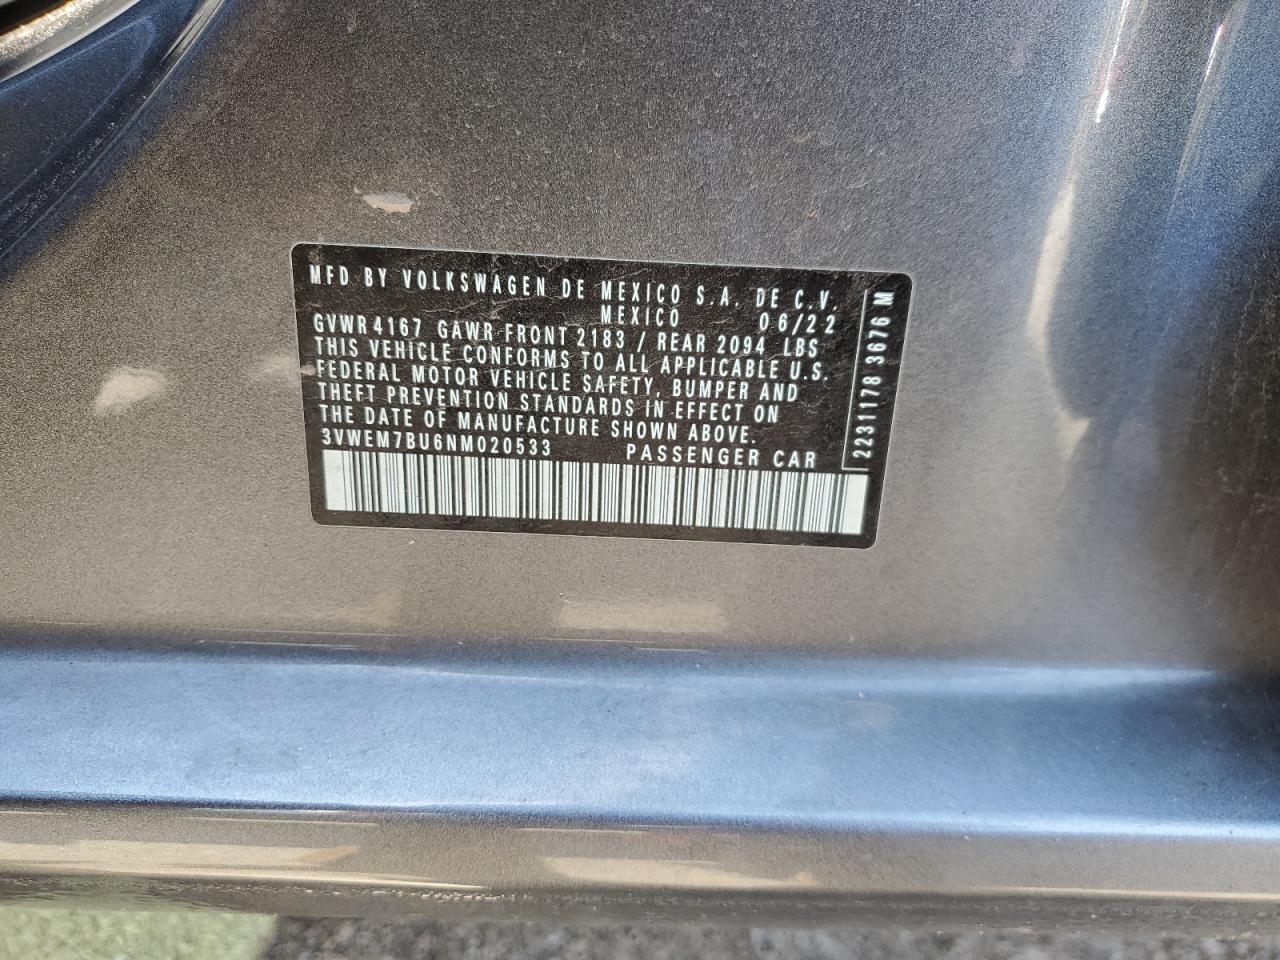 MFD BY VOLKSWAGEN DE MEXICO S.A. DE C.V.
MEXICO 06/22
GVWR 4167 GAWR FRONT 2183 / REAR 2094 LBS
THIS VEHICLE CONFORMS TO ALL APPLICABLE U.S.
FEDERAL MOTOR VEHICLE SAFETY, BUMPER AND
THEFT PREVENTION STANDARDS IN EFFECT ON
THE DATE OF MANUFACTURE SHOWN ABOVE.
3VWEM7BU6NM020533 PASSENGER CAR
2231178 3676 M